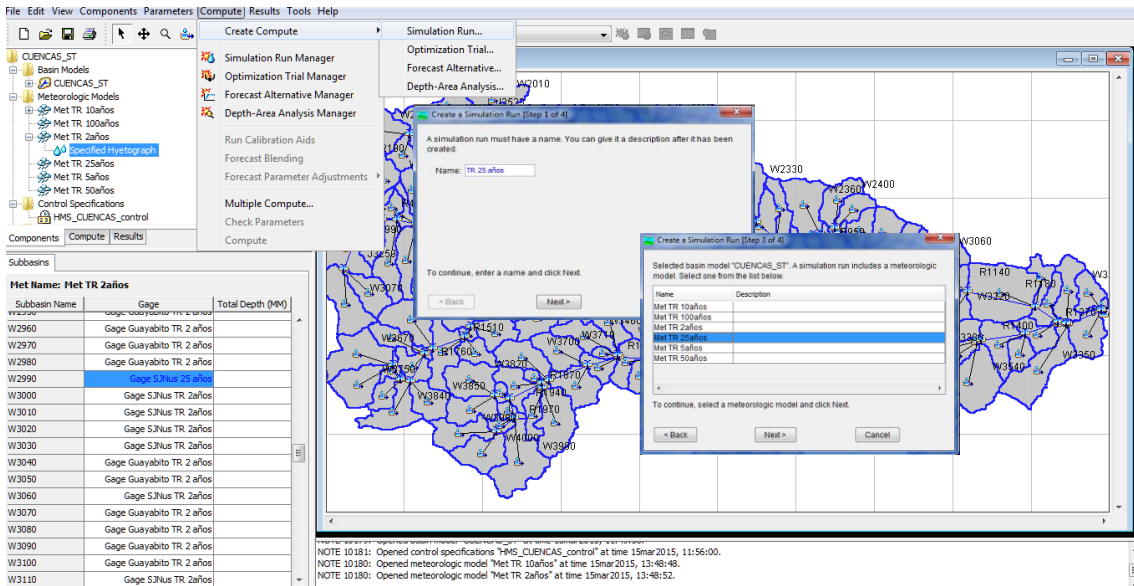 File Edit View Components Parameters Compute Results Tools Help
Create Compute
Simulation Run Manager
Optimization Trial Manager
Forecast Alternative Manager
Depth-Area Analysis Manager
Run Calibration Aids
Forecast Blending
Forecast Parameter Adjustments
Multiple Compute...
Check Parameters
Compute
Simulation Run...
Optimization Trial...
Forecast Alternative...
Depth-Area Analysis...
CUENCAS_ST
Basin Models
CUENCAS_ST
Meteorologic Models
Met TR 10años
Met TR 100años
Met TR 2años
Specified Hyetograph
Met TR 25años
Met TR 5años
Met TR 50años
Control Specifications
HMS_CUENCAS_control
Components Compute Results
Subbasins
Met Name: Met TR 2años
Subbasin Name Gage Total Depth (MM)
W2960 Gage Guayabito TR 2 años
W2970 Gage Guayabito TR 2 años
W2980 Gage Guayabito TR 2 años
W2990 Gage SJNus 25 años
W3000 Gage SJNus TR 2años
W3010 Gage SJNus TR 2años
W3020 Gage SJNus TR 2años
W3030 Gage SJNus TR 2años
W3040 Gage Guayabito TR 2 años
W3050 Gage Guayabito TR 2 años
W3060 Gage SJNus TR 2años
W3070 Gage Guayabito TR 2 años
W3080 Gage Guayabito TR 2 años
W3090 Gage Guayabito TR 2 años
W3100 Gage Guayabito TR 2 años
W3110 Gage SJNus TR 2años
Create a Simulation Run [Step 1 of 4]
A simulation run must have a name. You can give it a description after it has been
created.
Name: TR 25 años
To continue, enter a name and click Next.
< Back Next >
Create a Simulation Run [Step 3 of 4]
Selected basin model "CUENCAS_ST". A simulation run includes a meteorologic
model. Select one from the list below.
Name Description
Met TR 10años
Met TR 100años
Met TR 2años
Met TR 25años
Met TR 5años
Met TR 50años
To continue, select a meteorologic model and click Next.
< Back Next > Cancel
W2010
W2330
W2360
W2400
W3060
R1140
R1180
W3220
R1400
W3350
W3540
W3070
R1510
W3670
R1760
W3700
W3710
W3820
W3750
W3850
R1870
W3840
R1970
W4000
W3990
NOTE 10181: Opened control specifications "HMS_CUENCAS_control" at time 15mar2015, 11:56:00.
NOTE 10180: Opened meteorologic model "Met TR 10años" at time 15mar2015, 13:48:48.
NOTE 10180: Opened meteorologic model "Met TR 2años" at time 15mar2015, 13:48:52.